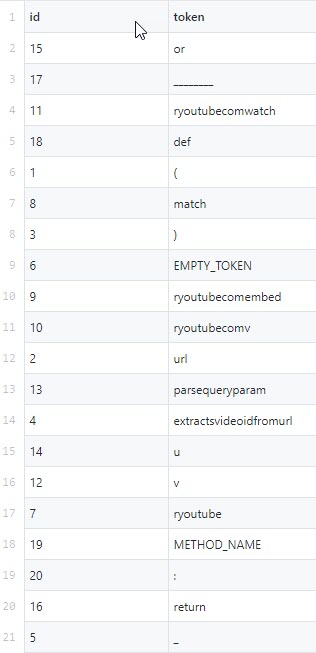 1 id token
2 15 or
3 17 ________
4 11 ryoutubecomwatch
5 18 def
6 1 (
7 8 match
8 3 )
9 6 EMPTY_TOKEN
10 9 ryoutubecomembed
11 10 ryoutubecomv
12 2 url
13 13 parsequeryparam
14 4 extractsvideoidfromurl
15 14 u
16 12 v
17 7 ryoutube
18 19 METHOD_NAME
19 20 :
20 16 return
21 5 _